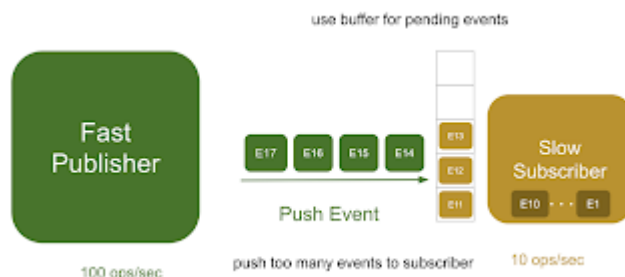 use buffer for pending events
Fast
Publisher
E17 E16 E15 E14
E13
E12
E11
Slow
Subscriber
E10 · · · E1
Push Event
push too many events to subscriber
10 ops/sec
100 ops/sec